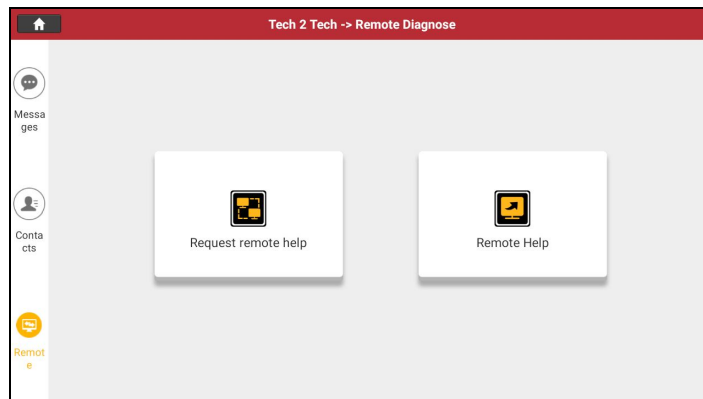 Tech 2 Tech -> Remote Diagnose
Messa
ges
Conta
cts
Remot
e
Request remote help
Remote Help